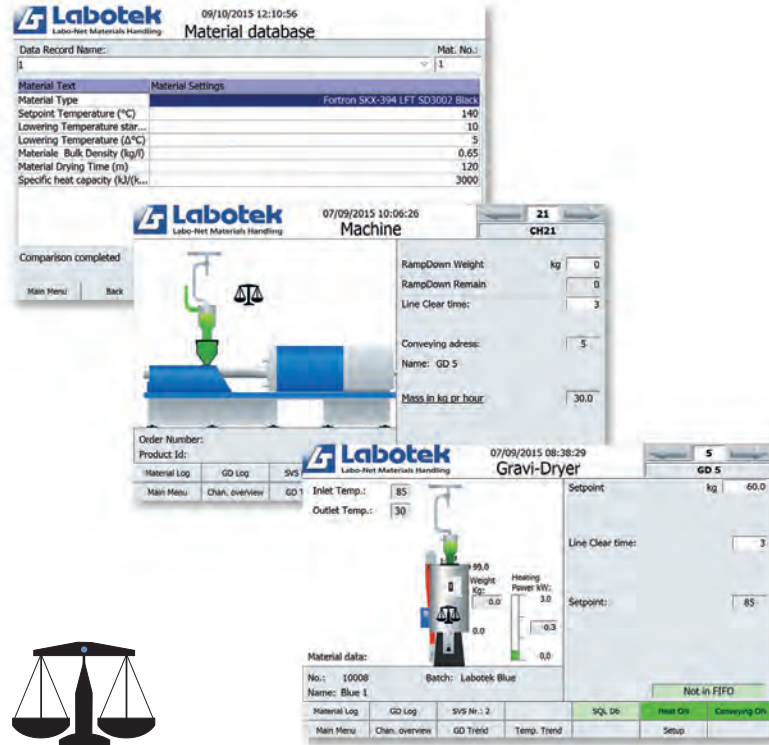 Labotek
Labo-Net Materials Handling
09/10/2015 12:10:56
Material database
Data Record Name:
Mat. No.:
1
1
Material Text
Material Settings
Material Type
Fortron SKX-394 LFT SD3002 Black
Setpoint Temperature (°C)
140
Lowering Temperature star...
10
Lowering Temperature (Δ°C)
5
Materiale Bulk Density (kg/l)
0.65
Material Drying Time (m)
120
Specific heat capacity (kJ/(k...
3000
Comparison completed
Main Menu
Back
Labotek
Labo-Net Materials Handling
07/09/2015 10:06:26
Machine
21
CH21
RampDown Weight
kg
0
RampDown Remain
0
Line Clear time:
3
Conveying adress:
5
Name: GD 5
Mass in kg pr hour
30.0
Order Number:
Product Id:
Material Log
GD Log
SVS
Main Menu
Chan. overview
GD
Labotek
Labo-Net Materials Handling
07/09/2015 08:38:29
Gravi-Dryer
5
GD 5
Inlet Temp.:
85
Outlet Temp.:
30
Setpoint
kg
60.0
Line Clear time:
3
Setpoint:
85
99.0
Weight
Kg:
0.0
0.0
Heating
Power kW:
3.0
0.3
0.0
Material data:
No.: 10008
Batch: Labotek Blue
Name: Blue 1
Not in FIFO
Material Log
GD Log
SVS Nr.: 2
SQL D6
Heat ON
Conveying ON
Main Menu
Chan. overview
GD Trend
Temp. Trend
Setup